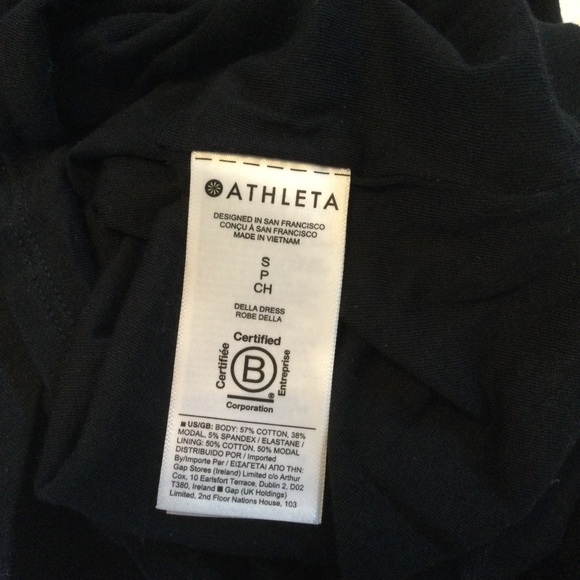 ATHLETA
DESIGNED IN SAN FRANCISCO
CONÇU À SAN FRANCISCO
MADE IN VIETNAM
S
P
CH
DELLA DRESS
ROBE DELLA
Certified
Certifiée
B
Entreprise
®
Corporation
■ US/GB: BODY: 57% COTTON, 38%
MODAL, 5% SPANDEX / ELASTANE /
LINING: 50% COTTON, 50% MODAL
DISTRIBUIDO POR / Imported
By/Importe Par / ΕΙΣΑΓΕΤΑΙ ΑΠΟ ΤΗΝ:
Gap Stores (Ireland) Limited c/o Arthur
Cox, 10 Earlsfort Terrace, Dublin 2, D02
T380, Ireland ■ Gap (UK Holdings)
Limited, 2nd Floor Nations House, 103